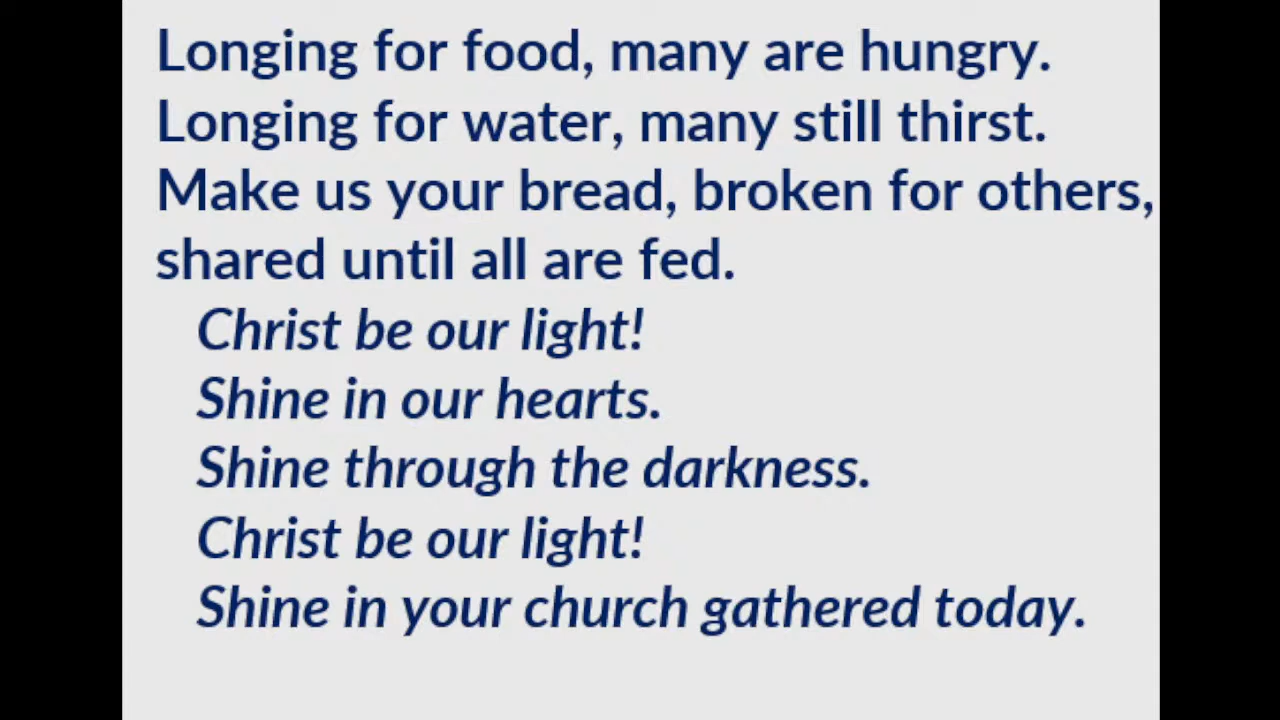 Longing for food, many are hungry.
Longing for water, many still thirst.
Make us your bread, broken for others,
shared until all are fed.
Christ be our light!
Shine in our hearts.
Shine through the darkness.
Christ be our light!
Shine in your church gathered today.